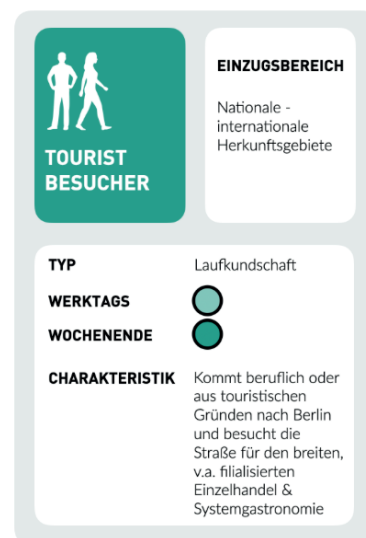 TOURIST
BESUCHER
EINZUGSBEREICH
Nationale -
internationale
Herkunftsgebiete
TYP Laufkundschaft
WERKTAGS
WOCHENENDE
CHARAKTERISTIK Kommt beruflich oder
aus touristischen
Gründen nach Berlin
und besucht die
Straße für den breiten,
v.a. filialisierten
Einzelhandel &
Systemgastronomie